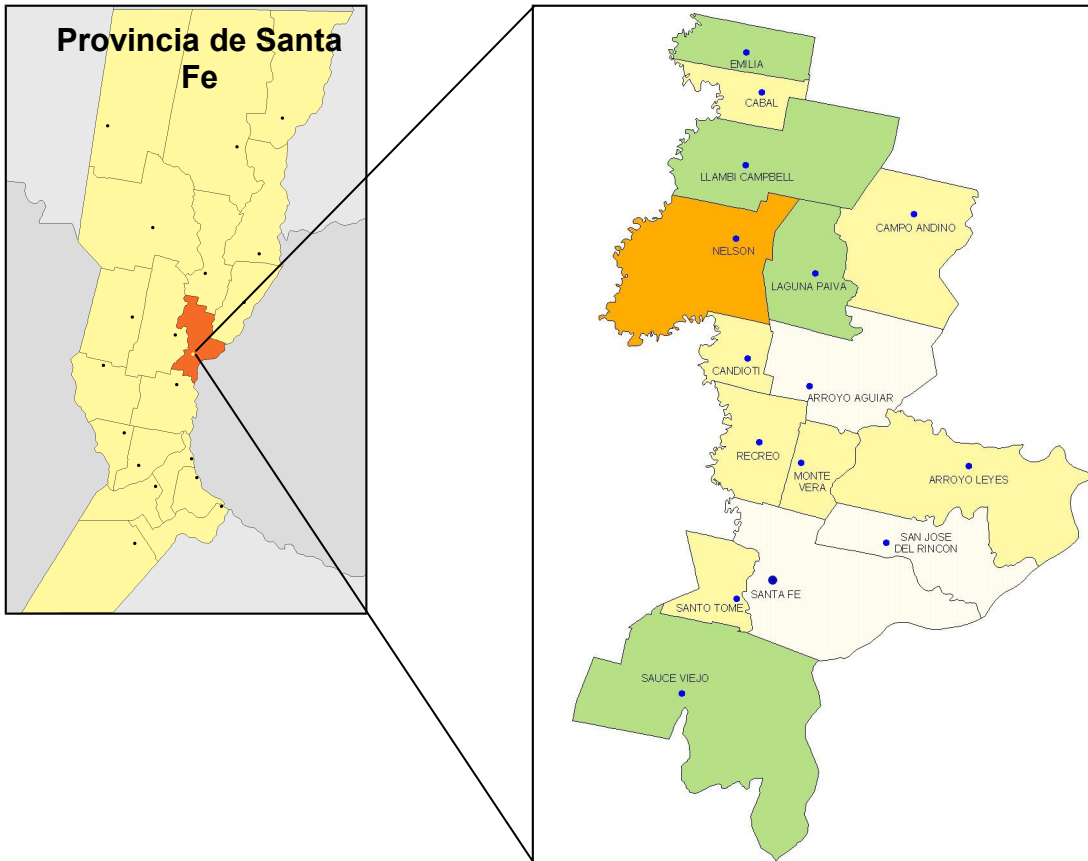 Provincia de Santa
Fe
EMILIA
CABAL
LLAMBI CAMPBELL
CAMPO ANDINO
NELSON
LAGUNA PAIVA
CANDIOTI
ARROYO AGUIAR
RECREO
MONTE
VERA
ARROYO LEYES
SAN JOSE
DEL RINCON
SANTA FE
SANTO TOME
SAUCE VIEJO